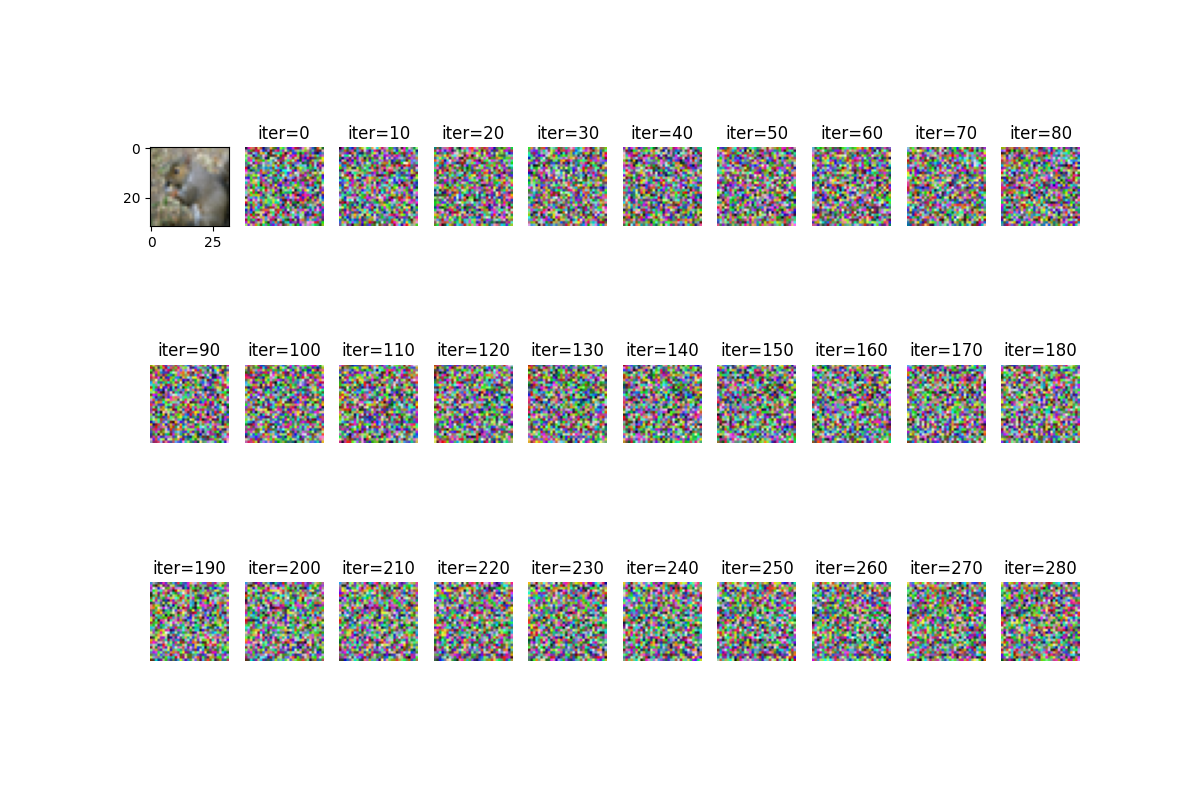 iter=0 iter=10 iter=20 iter=30 iter=40 iter=50 iter=60 iter=70 iter=80
0
20
0 25
iter=90 iter=100 iter=110 iter=120 iter=130 iter=140 iter=150 iter=160 iter=170 iter=180
iter=190 iter=200 iter=210 iter=220 iter=230 iter=240 iter=250 iter=260 iter=270 iter=280